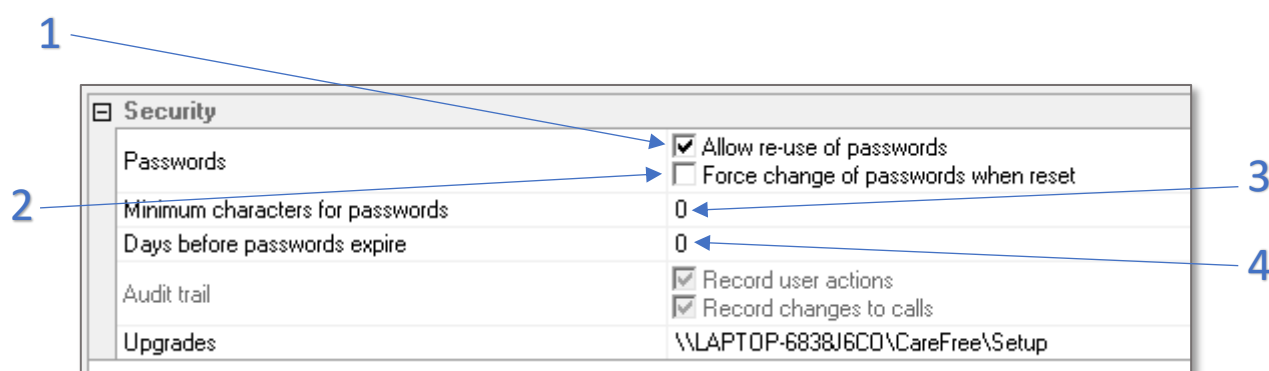 1
Security
Passwords
Allow re-use of passwords
Force change of passwords when reset
3
2
Minimum characters for passwords 0
Days before passwords expire 0
4
Audit trail
Record user actions
Record changes to calls
Upgrades \\LAPTOP-6838J6CO\CareFree\Setup